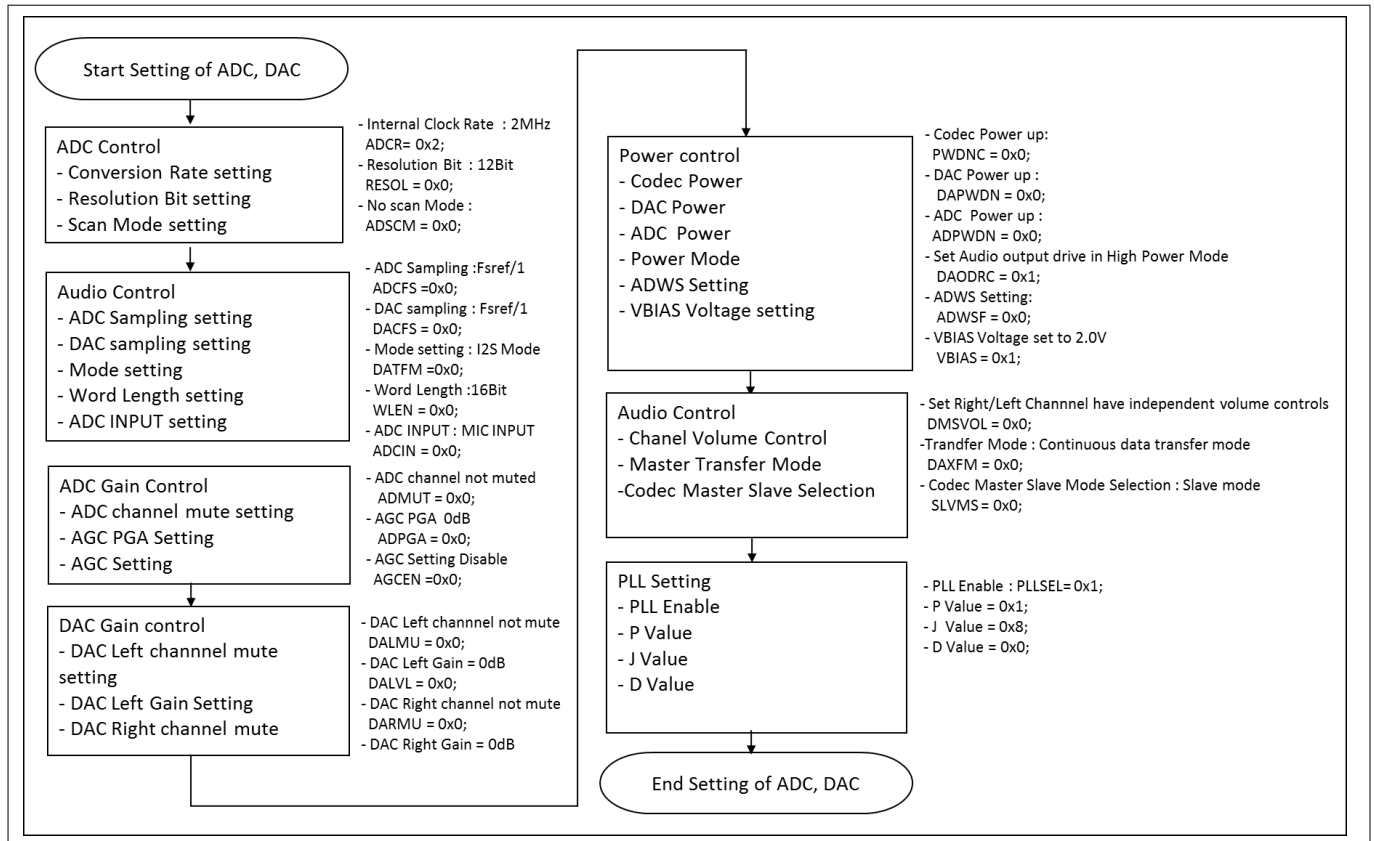 Start Setting of ADC, DAC
ADC Control
- Conversion Rate setting
- Resolution Bit setting
- Scan Mode setting
- Internal Clock Rate : 2MHz
ADCR= 0x2;
- Resolution Bit : 12Bit
RESOL = 0x0;
- No scan Mode :
ADSCM = 0x0;
Audio Control
- ADC Sampling setting
- DAC sampling setting
- Mode setting
- Word Length setting
- ADC INPUT setting
- ADC Sampling :Fsref/1
ADCFS =0x0;
- DAC sampling : Fsref/1
DACFS = 0x0;
- Mode setting : I2S Mode
DATFM =0x0;
- Word Length :16Bit
WLEN = 0x0;
- ADC INPUT : MIC INPUT
ADCIN = 0x0;
ADC Gain Control
- ADC channel mute setting
- AGC PGA Setting
- AGC Setting
- ADC channel not muted
ADMUT = 0x0;
- AGC PGA 0dB
ADPGA = 0x0;
- AGC Setting Disable
AGCEN =0x0;
DAC Gain control
- DAC Left channnel mute
setting
- DAC Left Gain Setting
- DAC Right channel mute
- DAC Left channnel not mute
DALMU = 0x0;
- DAC Left Gain = 0dB
DALVL = 0x0;
- DAC Right channel not mute
DARMU = 0x0;
- DAC Right Gain = 0dB
Power control
- Codec Power
- DAC Power
- ADC Power
- Power Mode
- ADWS Setting
- VBIAS Voltage setting
- Codec Power up:
PWDNC = 0x0;
- DAC Power up :
DAPWDN = 0x0;
- ADC Power up :
ADPWDN = 0x0;
- Set Audio output drive in High Power Mode
DAODRC = 0x1;
- ADWS Setting:
ADWSF = 0x0;
- VBIAS Voltage set to 2.0V
VBIAS = 0x1;
Audio Control
- Chanel Volume Control
- Master Transfer Mode
-Codec Master Slave Selection
- Set Right/Left Channnel have independent volume controls
DMSVOL = 0x0;
-Trandfer Mode : Continuous data transfer mode
DAXFM = 0x0;
- Codec Master Slave Mode Selection : Slave mode
SLVMS = 0x0;
PLL Setting
- PLL Enable
- P Value
- J Value
- D Value
- PLL Enable : PLLSEL= 0x1;
- P Value = 0x1;
- J Value = 0x8;
- D Value = 0x0;
End Setting of ADC, DAC